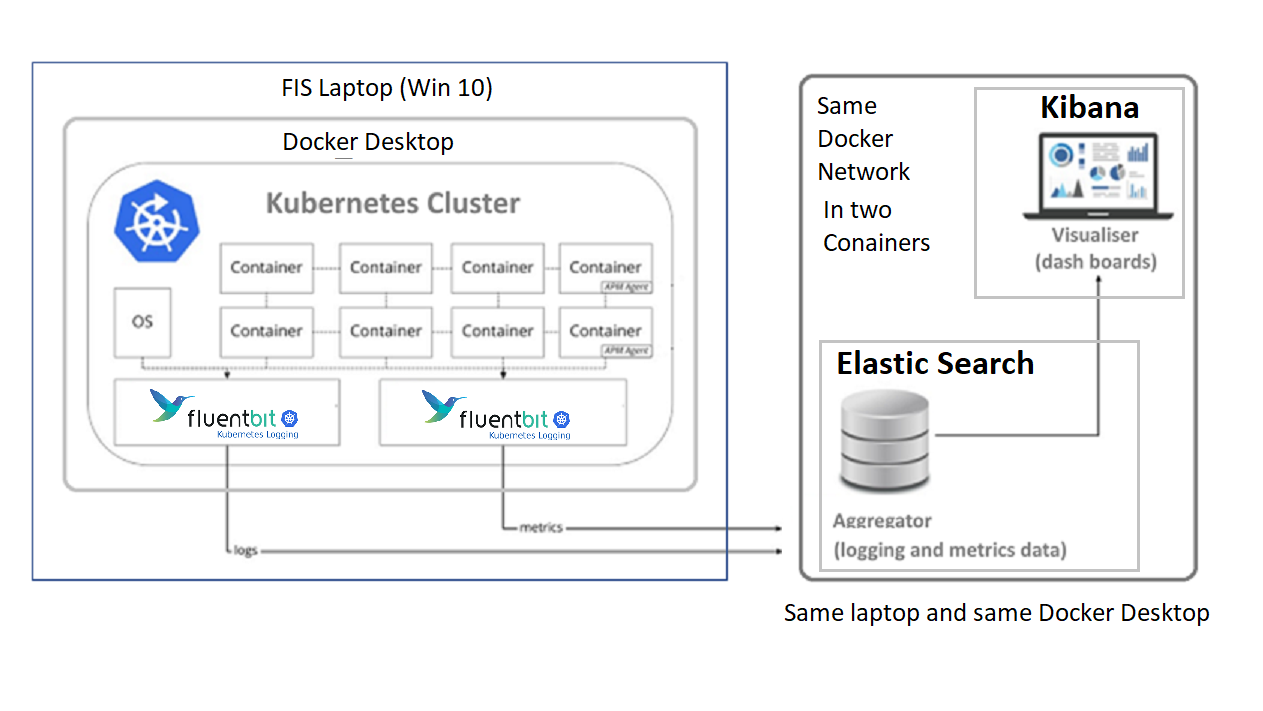 FIS Laptop (Win 10)
Docker Desktop
Kubernetes Cluster
Container
Container
Container
Container
APM Agent
OS
Container
Container
Container
Container
APM Agent
fluentbit
Kubernetes Logging
fluentbit
Kubernetes Logging
metrics
logs
Same
Docker
Network
In two
Conainers
Kibana
Visualiser
(dash boards)
Elastic Search
Aggregator
(logging and metrics data)
Same laptop and same Docker Desktop